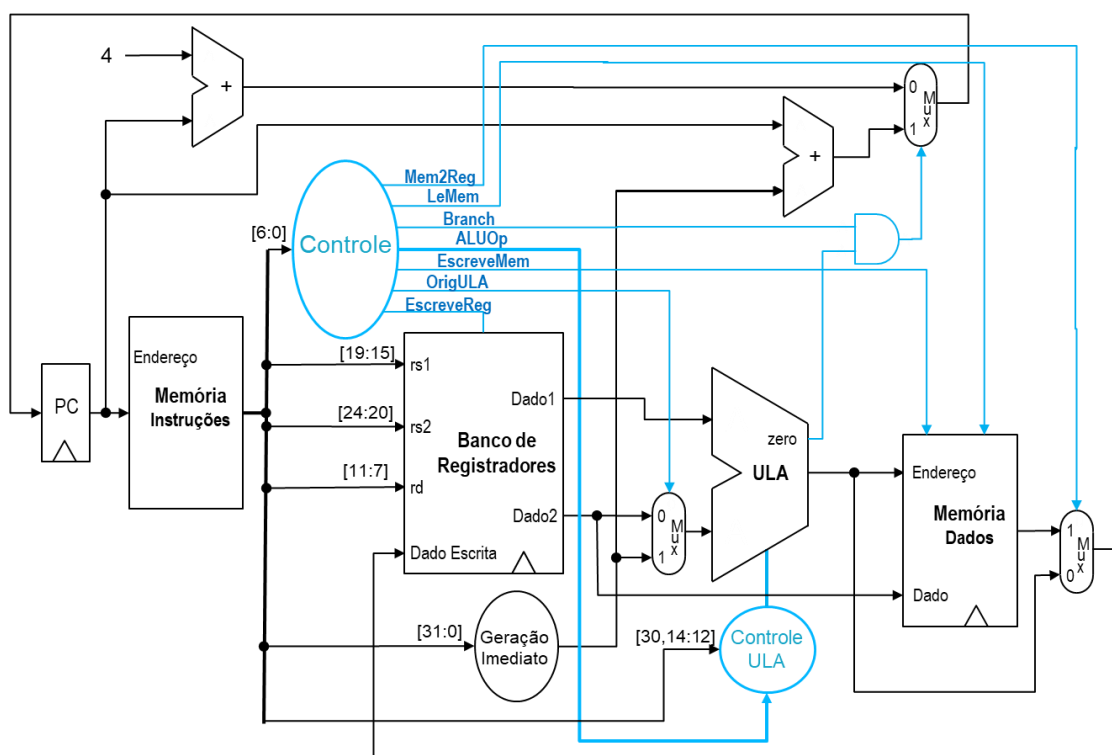 4
+
0
Mux
1
+
Mem2Reg
LeMem
Branch
ALUOp
EscreveMem
OrigULA
EscreveReg
[6:0]
Controle
Endereço
Memória
Instruções
PC
[19:15]
rs1
[24:20]
rs2
[11:7]
rd
Banco de
Registradores
Dado1
Dado2
Dado Escrita
0
Mux
1
zero
ULA
Endereço
Memória
Dados
Dado
1
Mux
0
[31:0]
Geração
Imediato
[30,14:12]
Controle
ULA